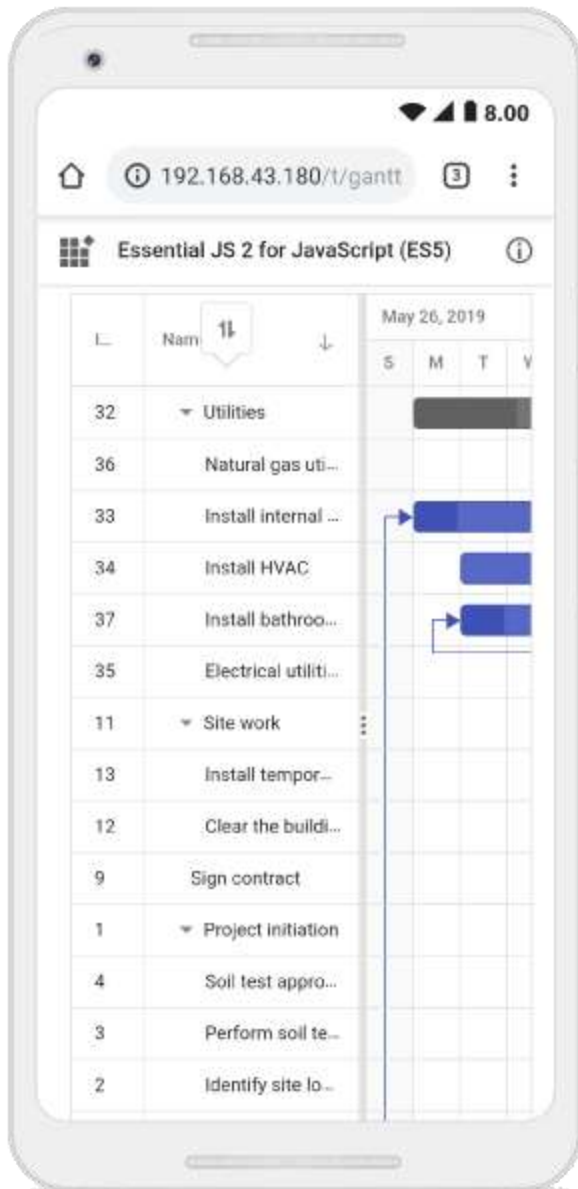 8.00
192.168.43.180/t/gantt 3
Essential JS 2 for JavaScript (ES5)
May 26, 2019
I... Nam
S M T W
32 Utilities
36 Natural gas uti...
33 Install internal ...
34 Install HVAC
37 Install bathroo...
35 Electrical utiliti...
11 Site work
13 Install tempor...
12 Clear the buildi...
9 Sign contract
1 Project initiation
4 Soil test appro...
3 Perform soil te...
2 Identify site lo...